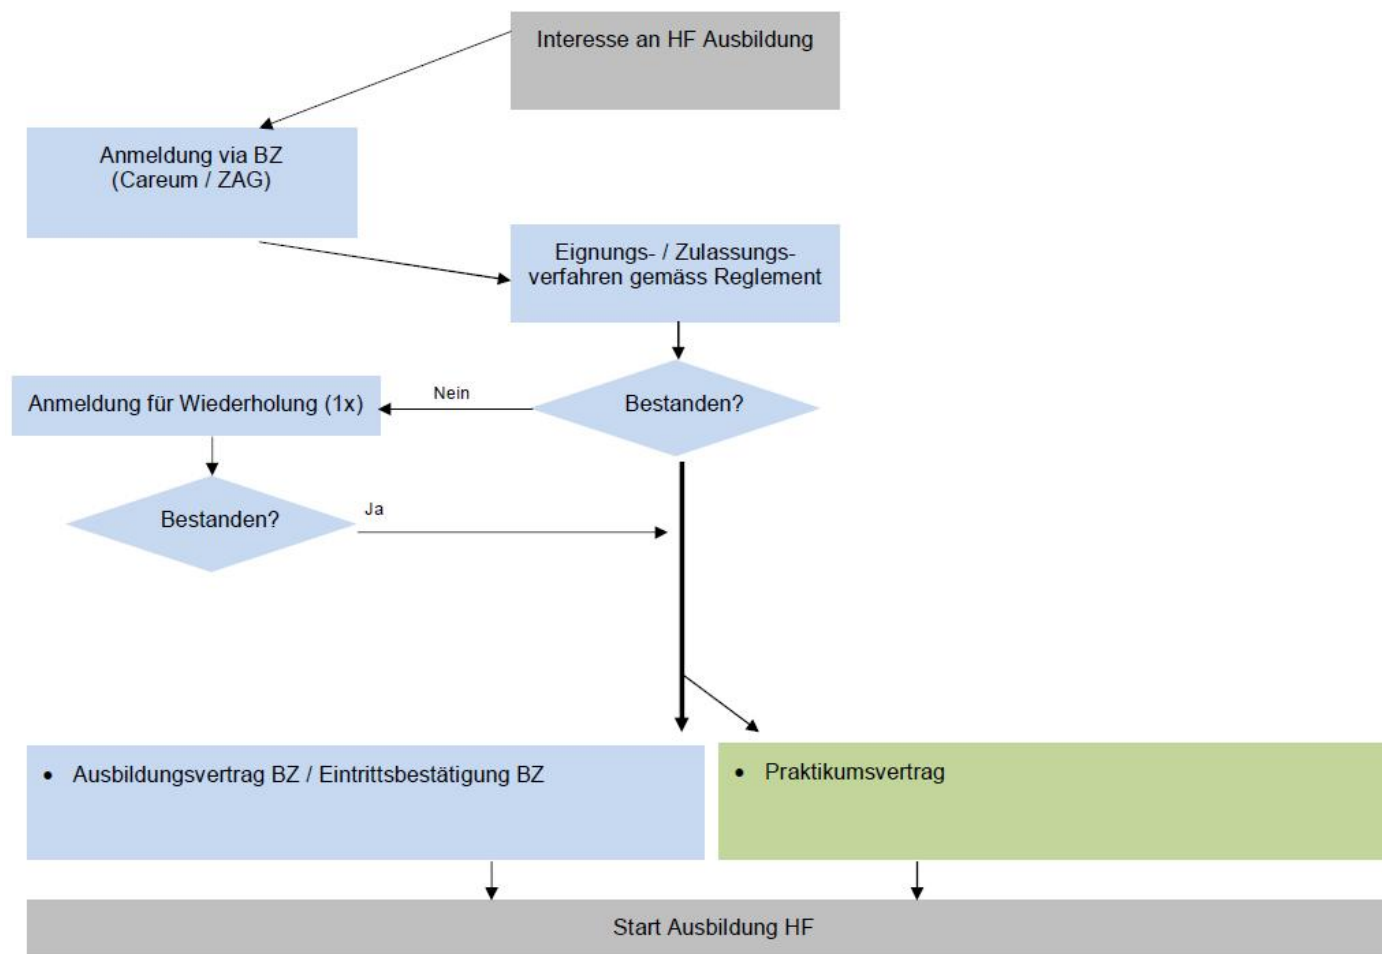 Interesse an HF Ausbildung
Anmeldung via BZ
(Careum / ZAG)
Eignungs- / Zulassungs-
verfahren gemäss Reglement
Bestanden?
Nein
Anmeldung für Wiederholung (1x)
Bestanden?
Ja
• Ausbildungsvertrag BZ / Eintrittsbestätigung BZ
• Praktikumsvertrag
Start Ausbildung HF